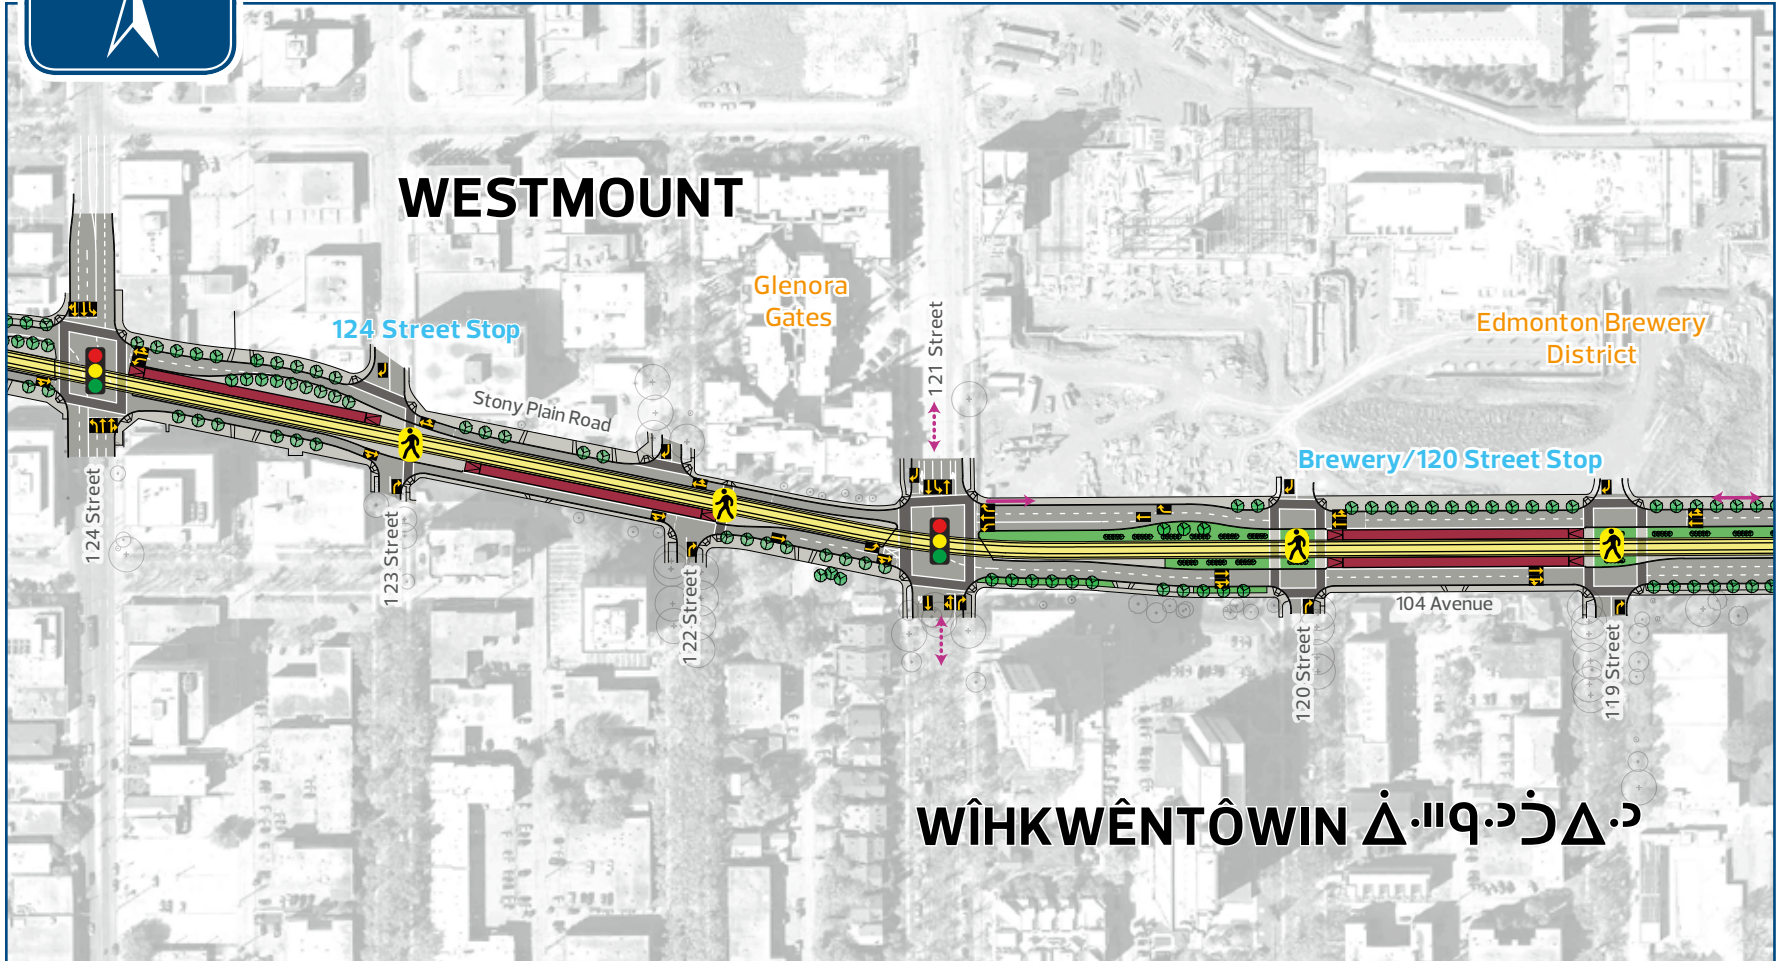 WESTMOUNT
Glenora
Gates
124 Street Stop
121 Street
Edmonton Brewery
District
Stony Plain Road
Brewery/120 Street Stop
124 Street
123 Street
122 Street
104 Avenue
120 Street
119 Street
WÎHKWÊNTÔWIN ᐄᐧᐦᑫᐧᐣᑑᐃᐧᐣ